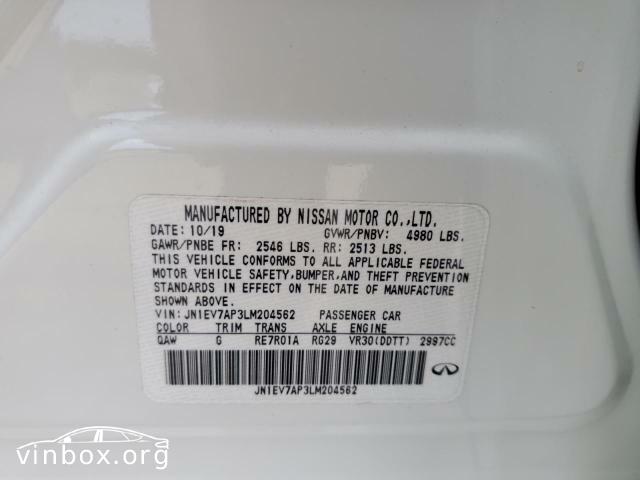 MANUFACTURED BY NISSAN MOTOR CO.,LTD.
DATE: 10/19 GVWR/PNBV: 4980 LBS.
GAWR/PNBE FR: 2546 LBS. RR: 2513 LBS.
THIS VEHICLE CONFORMS TO ALL APPLICABLE FEDERAL
MOTOR VEHICLE SAFETY,BUMPER,AND THEFT PREVENTION
STANDARDS IN EFFECT ON THE DATE OF MANUFACTURE
SHOWN ABOVE.
VIN: JN1EV7AP3LM204562 PASSENGER CAR
COLOR TRIM TRANS AXLE ENGINE
QAW G RE7R01A RG29 VR30(DDTT) 2997CC
JN1EV7AP3LM204562
vinbox.org